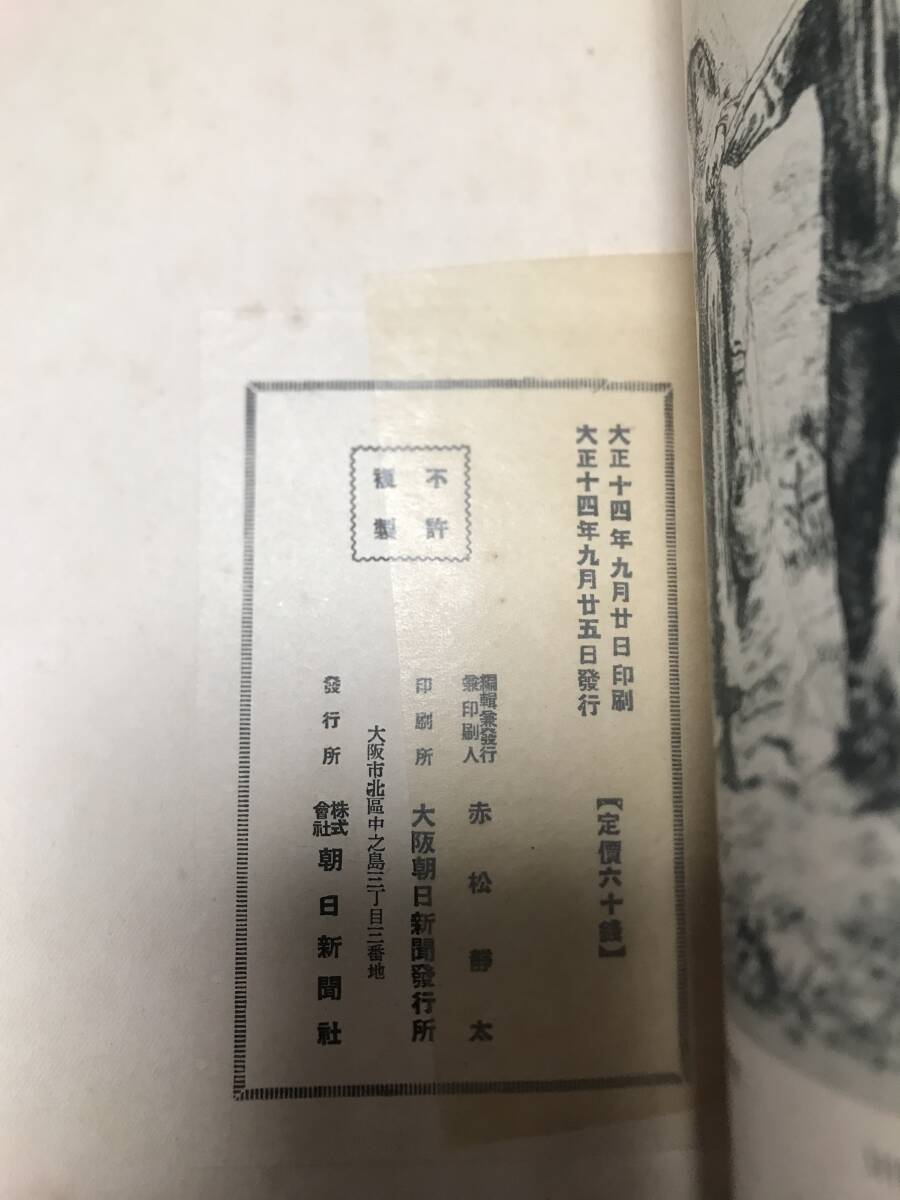 大正十四年九月廿日印刷
大正十四年九月廿五日發行
【定價六十錢】
不許
複製
編輯兼發行
兼印刷人
赤松靜太
印刷所
大阪朝日新聞發行所
大阪市北區中之島三丁目三番地
發行所
株式會社
朝日新聞社